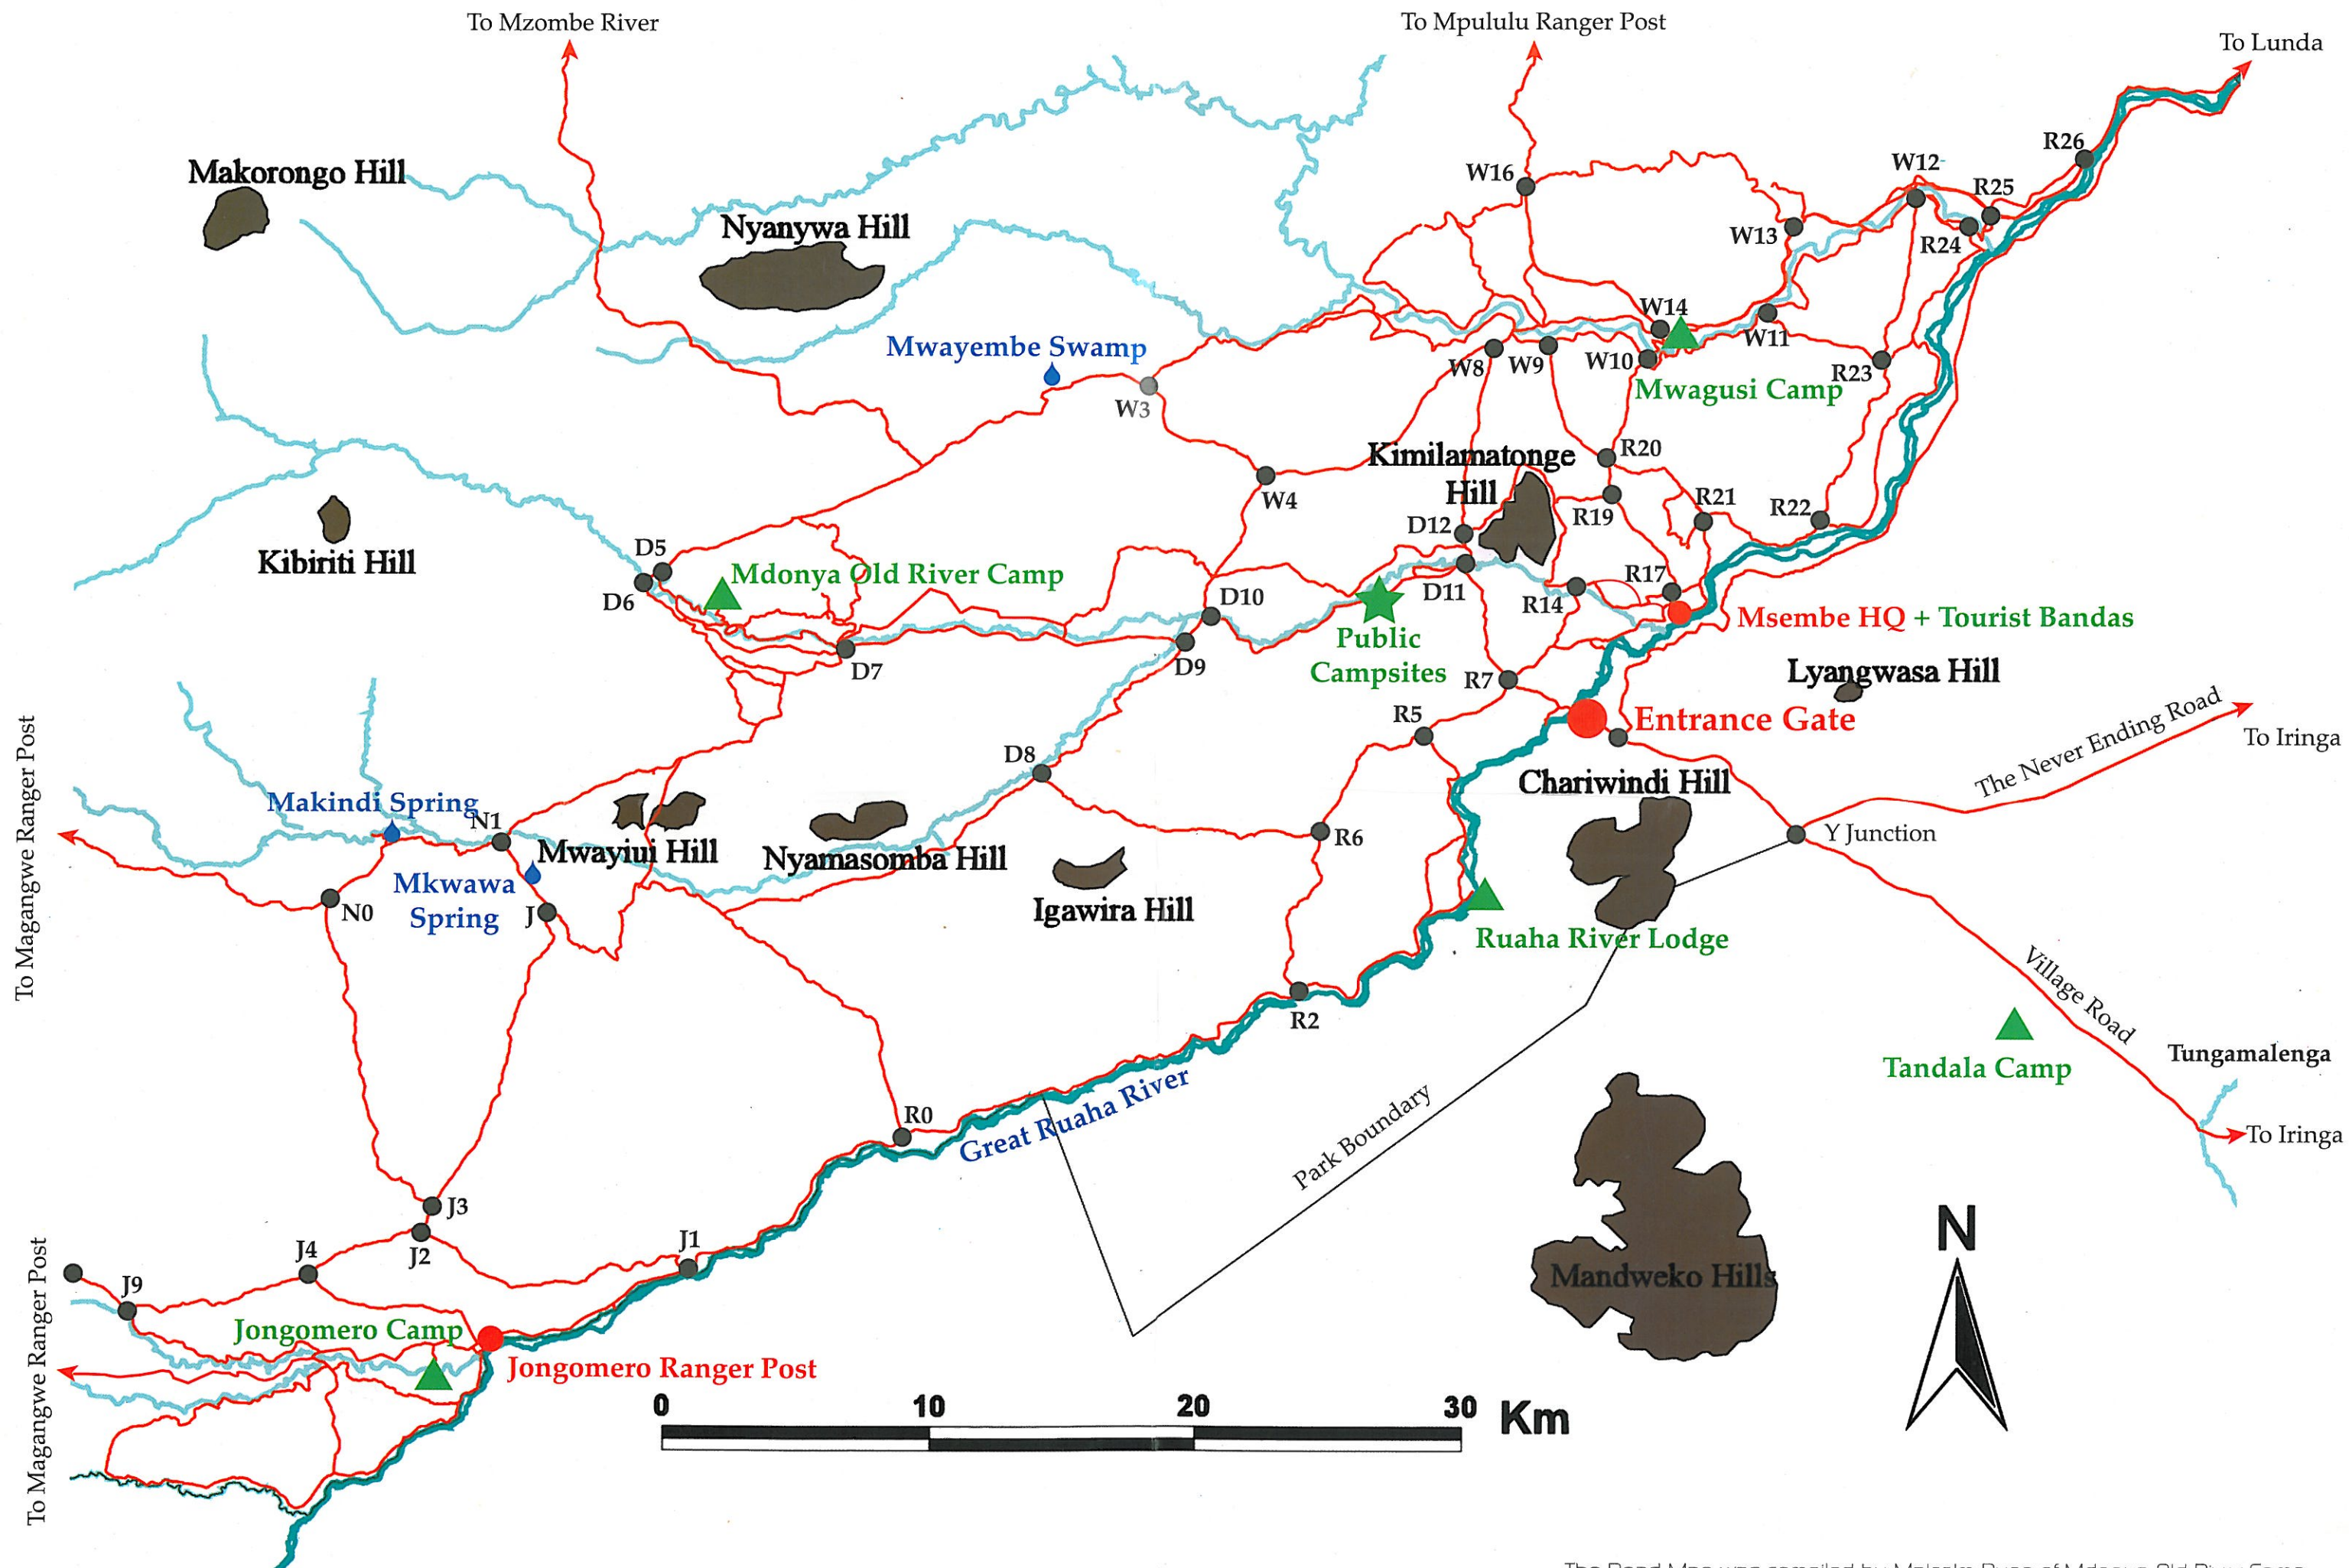 To Mzombe River
To Mpululu Ranger Post
To Lunda
R26
W12
W16
Makorongo Hill
R25
Nyanywa Hill
W13
R24
W14
W11
Mwayembe Swamp
W8
W9
W10
R23
Mwagusi Camp
W3
Kimilamatonge
Hill
R20
W4
R21
R22
R19
D12
D5
Kibiriti Hill
Mdonya Old River Camp
R17
D6
D10
D11
R14
Msembe HQ + Tourist Bandas
Public
Campsites
D7
D9
R7
Lyangwasa Hill
R5
Entrance Gate
The Never Ending Road
To Iringa
D8
Chariwindi Hill
To Magangwe Ranger Post
Makindi Spring
N1
Y Junction
R6
Mwayiui Hill
Nyamasomba Hill
Mkwawa
Spring
N0
J
Igawira Hill
Ruaha River Lodge
Village Road
R2
Tungamalenga
Tandala Camp
R0
Great Ruaha River
Park Boundary
To Iringa
J3
N
J1
J2
J4
J9
Mandweko Hills
To Magangwe Ranger Post
Jongomero Camp
Jongomero Ranger Post
0 10 20 30 Km